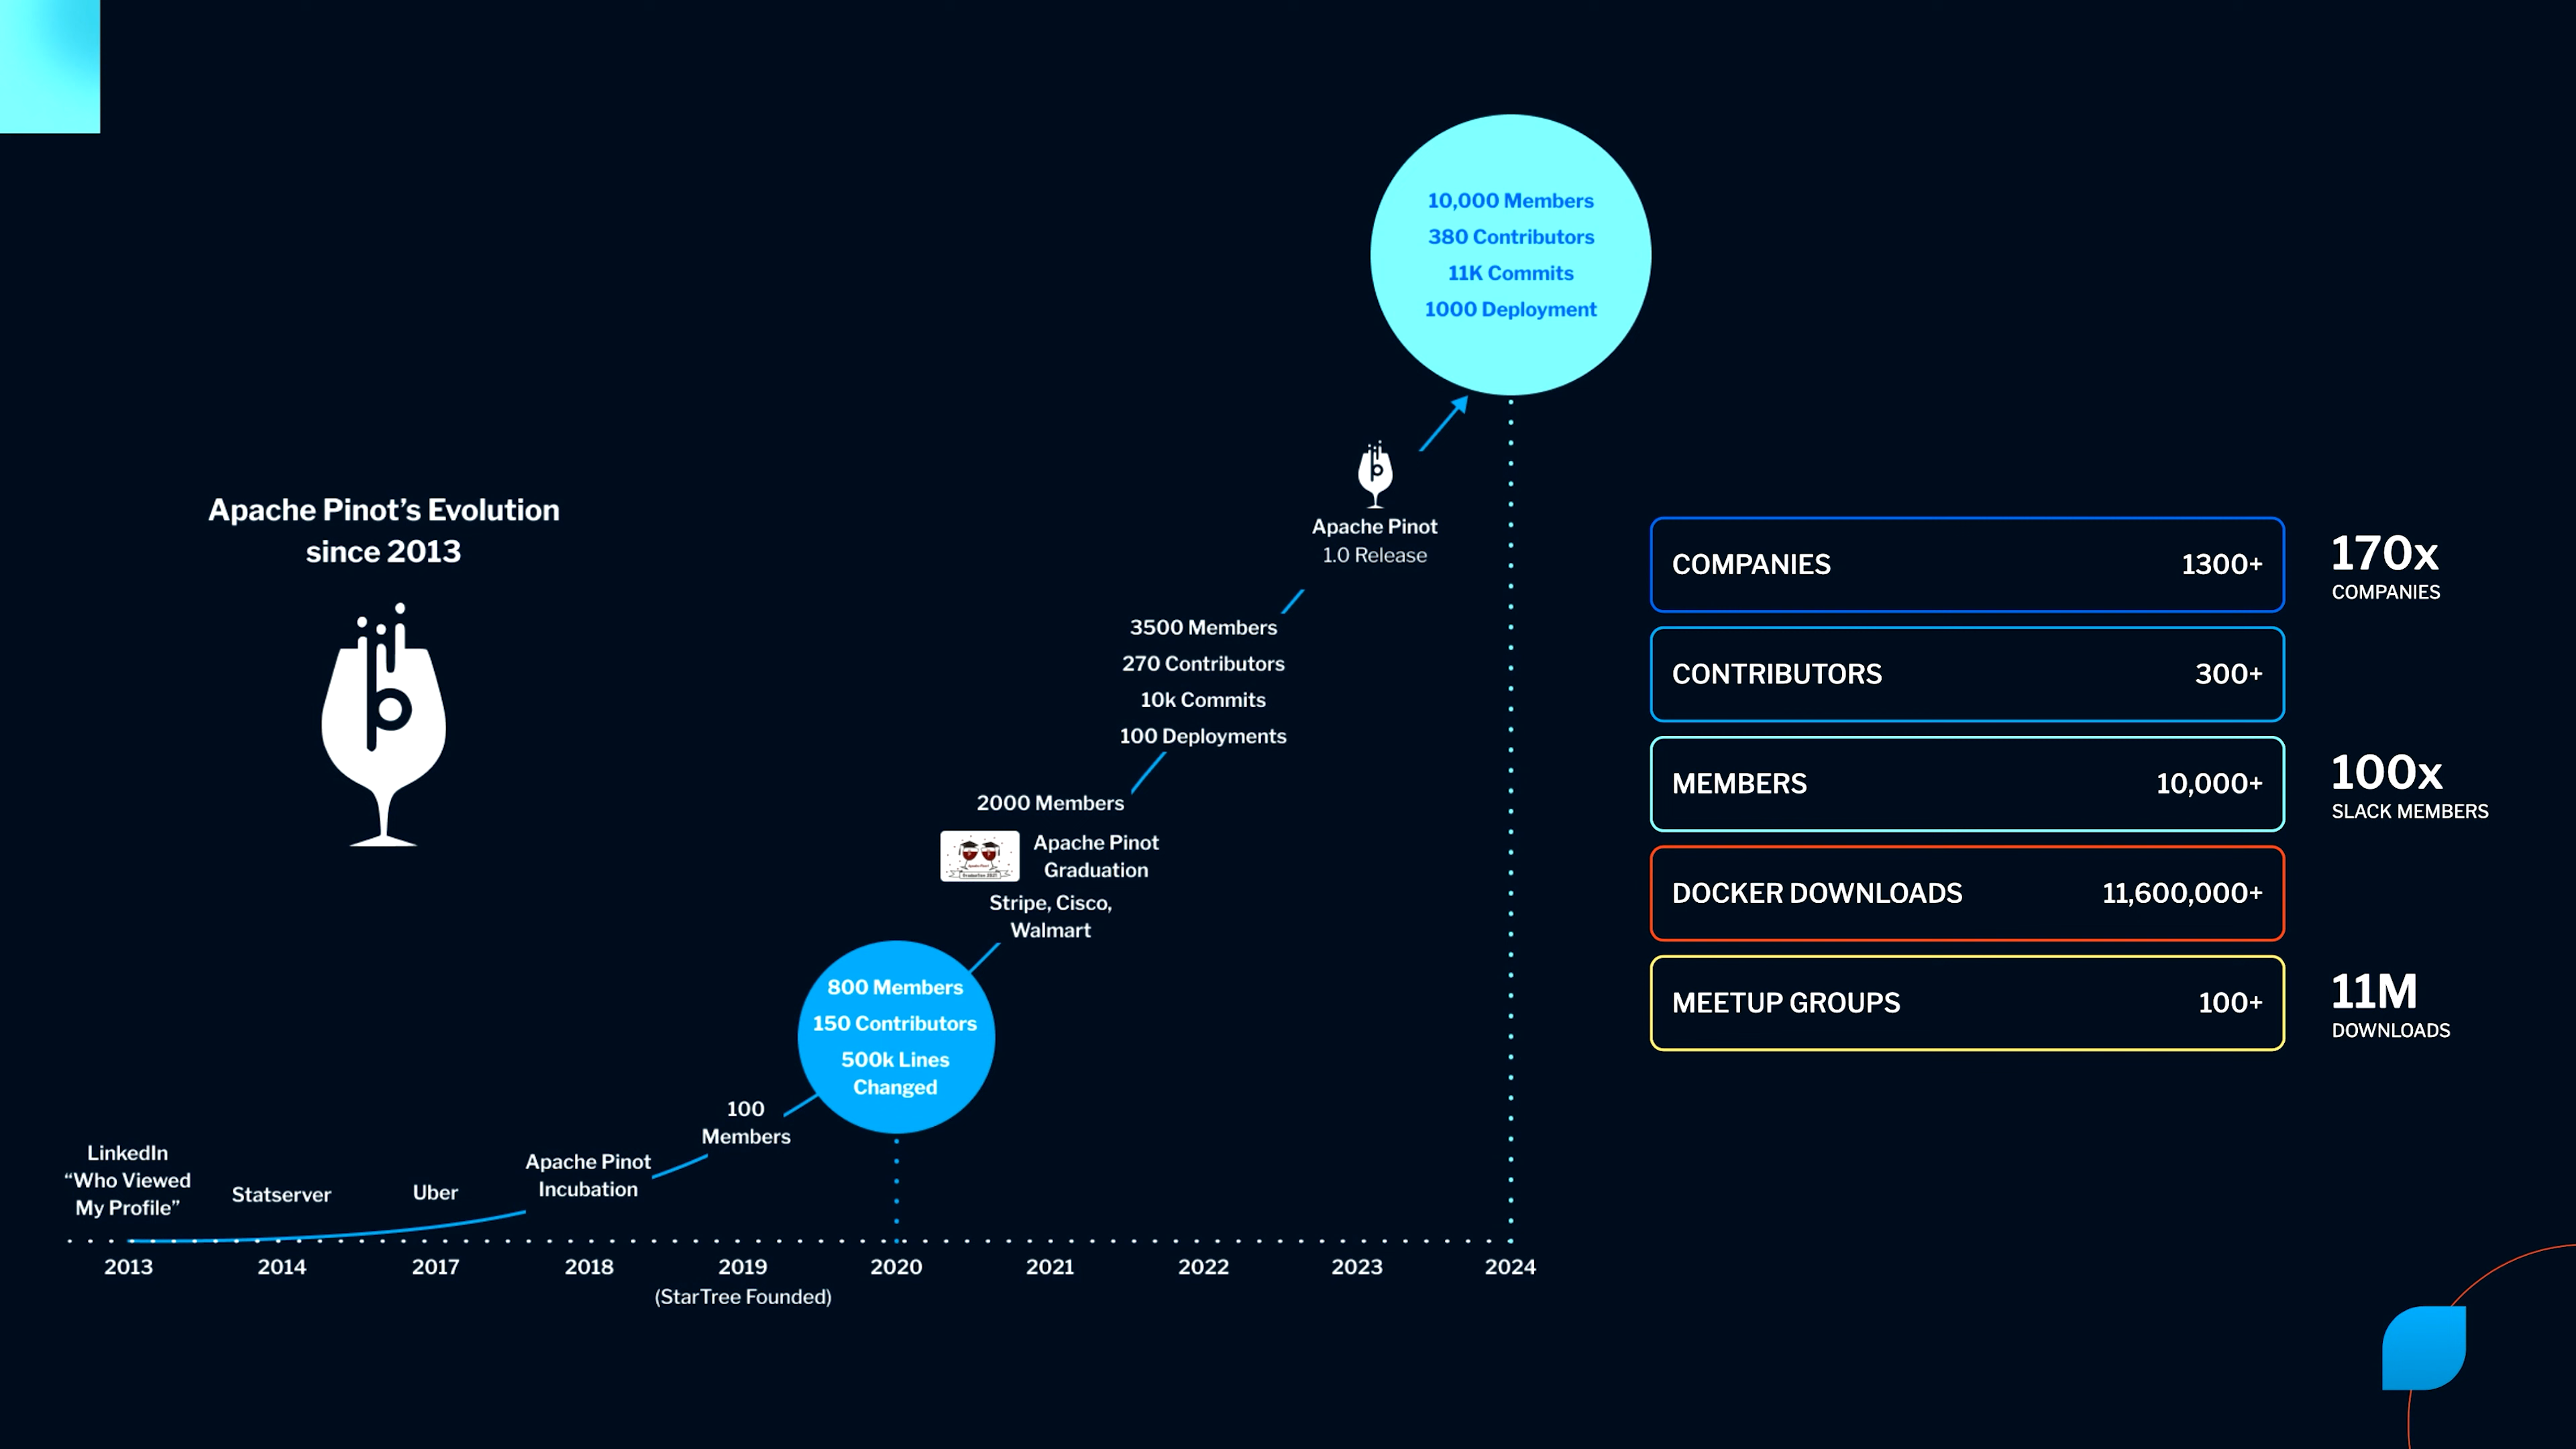 Apache Pinot’s Evolution
since 2013
LinkedIn
“Who Viewed
My Profile”
Statserver
Uber
Apache Pinot
Incubation
100
Members
800 Members
150 Contributors
500k Lines
Changed
2000 Members
Apache Pinot
Graduation
Stripe, Cisco,
Walmart
3500 Members
270 Contributors
10k Commits
100 Deployments
Apache Pinot
1.0 Release
10,000 Members
380 Contributors
11K Commits
1000 Deployment
2013
2014
2017
2018
2019
(StarTree Founded)
2020
2021
2022
2023
2024
COMPANIES 1300+
170x
COMPANIES
CONTRIBUTORS 300+
MEMBERS 10,000+
100x
SLACK MEMBERS
DOCKER DOWNLOADS 11,600,000+
MEETUP GROUPS 100+
11M
DOWNLOADS